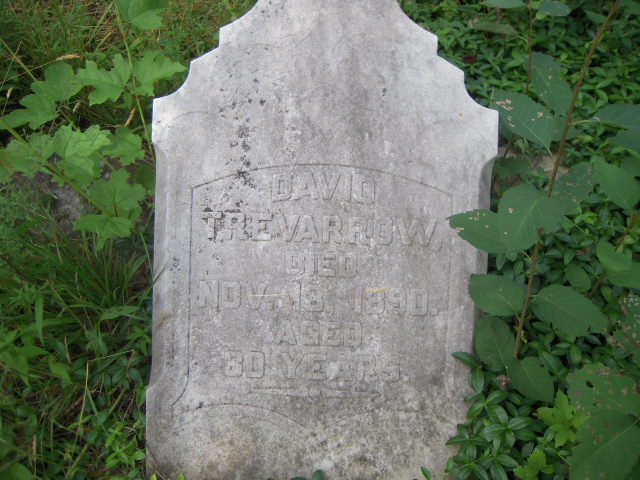 DAVID
TREVARROW,
DIED
NOV. 18, 1890.
AGED
80 YEARS.